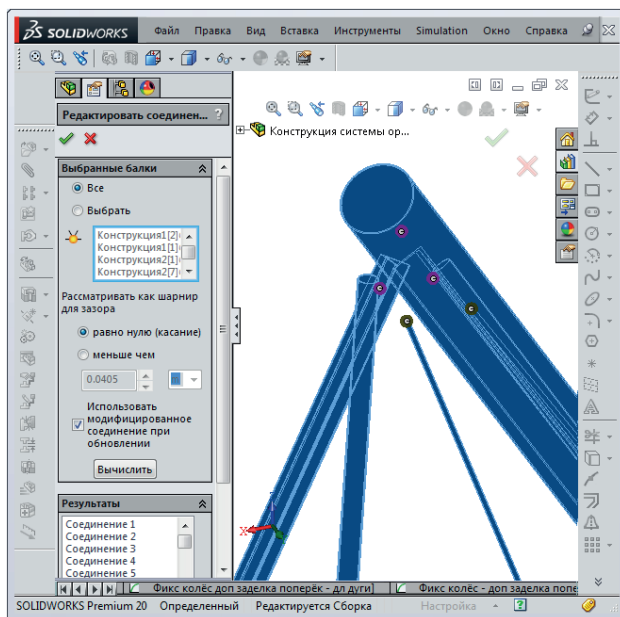 SOLIDWORKS Файл Правка Вид Вставка Инструменты Simulation Окно Справка
Редактировать соединен... ?
Конструкция системы ор...
Выбранные балки
Все
Выбрать
Конструкция1[2]
Конструкция1[1]
Конструкция2[1]
Конструкция2[7]
Рассматривать как шарнир
для зазора
равно нулю (касание)
меньше чем
0.0405
Использовать
модифицированное
соединение при
обновлении
Вычислить
Результаты
Соединение 1
Соединение 2
Соединение 3
Соединение 4
Соединение 5
c
c
c
c
c
X
Фикс колёс доп заделка поперёк - дл дуги] Фикс колёс - доп заделка попе
SOLIDWORKS Premium 20 Определенный Редактируется Сборка Настройка